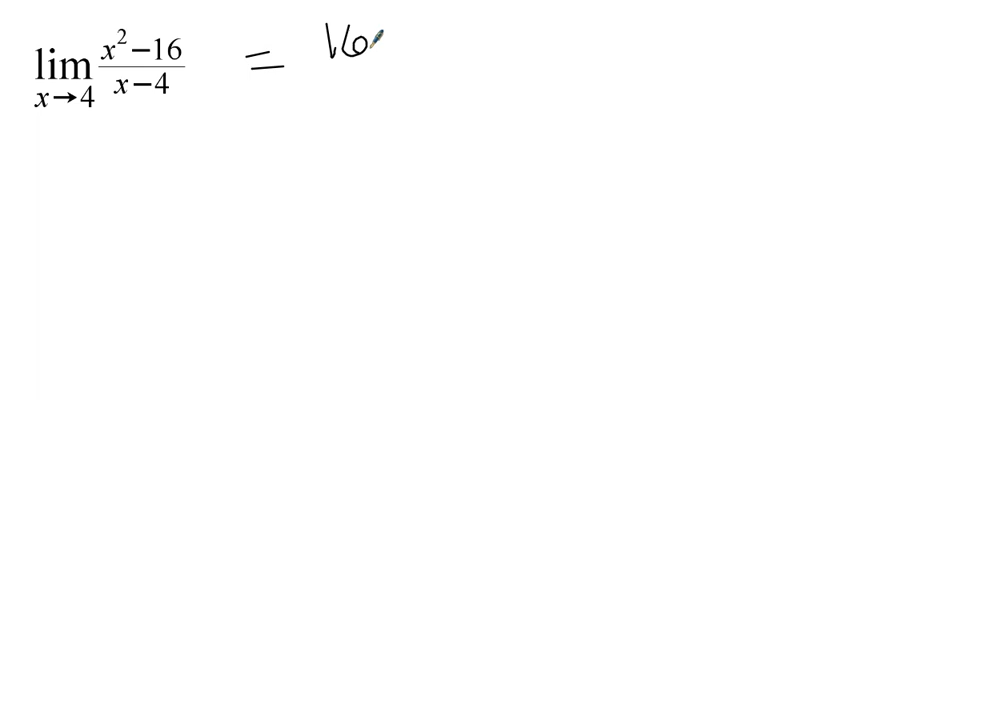 lim x→4 (x²−16)/(x−4) = 16